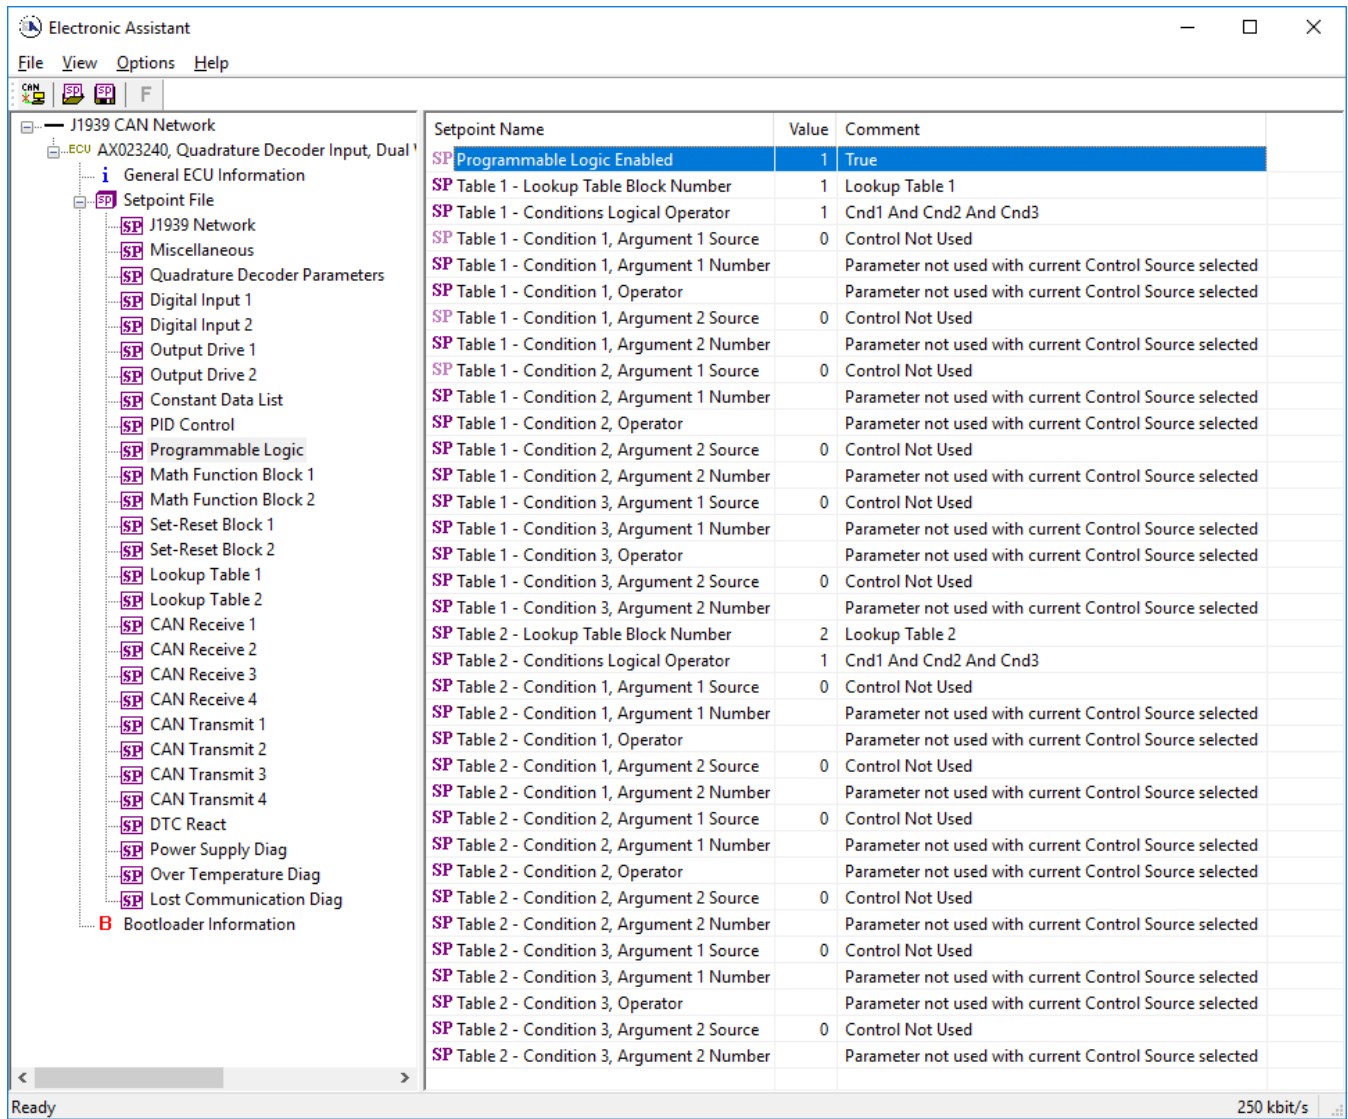 Electronic Assistant
File View Options Help
CAN SP SP F
J1939 CAN Network
ECU AX023240, Quadrature Decoder Input, Dual
i General ECU Information
SP Setpoint File
SP J1939 Network
SP Miscellaneous
SP Quadrature Decoder Parameters
SP Digital Input 1
SP Digital Input 2
SP Output Drive 1
SP Output Drive 2
SP Constant Data List
SP PID Control
SP Programmable Logic
SP Math Function Block 1
SP Math Function Block 2
SP Set-Reset Block 1
SP Set-Reset Block 2
SP Lookup Table 1
SP Lookup Table 2
SP CAN Receive 1
SP CAN Receive 2
SP CAN Receive 3
SP CAN Receive 4
SP CAN Transmit 1
SP CAN Transmit 2
SP CAN Transmit 3
SP CAN Transmit 4
SP DTC React
SP Power Supply Diag
SP Over Temperature Diag
SP Lost Communication Diag
B Bootloader Information
Setpoint Name Value Comment
SP Programmable Logic Enabled 1 True
SP Table 1 - Lookup Table Block Number 1 Lookup Table 1
SP Table 1 - Conditions Logical Operator 1 Cnd1 And Cnd2 And Cnd3
SP Table 1 - Condition 1, Argument 1 Source 0 Control Not Used
SP Table 1 - Condition 1, Argument 1 Number Parameter not used with current Control Source selected
SP Table 1 - Condition 1, Operator Parameter not used with current Control Source selected
SP Table 1 - Condition 1, Argument 2 Source 0 Control Not Used
SP Table 1 - Condition 1, Argument 2 Number Parameter not used with current Control Source selected
SP Table 1 - Condition 2, Argument 1 Source 0 Control Not Used
SP Table 1 - Condition 2, Argument 1 Number Parameter not used with current Control Source selected
SP Table 1 - Condition 2, Operator Parameter not used with current Control Source selected
SP Table 1 - Condition 2, Argument 2 Source 0 Control Not Used
SP Table 1 - Condition 2, Argument 2 Number Parameter not used with current Control Source selected
SP Table 1 - Condition 3, Argument 1 Source 0 Control Not Used
SP Table 1 - Condition 3, Argument 1 Number Parameter not used with current Control Source selected
SP Table 1 - Condition 3, Operator Parameter not used with current Control Source selected
SP Table 1 - Condition 3, Argument 2 Source 0 Control Not Used
SP Table 1 - Condition 3, Argument 2 Number Parameter not used with current Control Source selected
SP Table 2 - Lookup Table Block Number 2 Lookup Table 2
SP Table 2 - Conditions Logical Operator 1 Cnd1 And Cnd2 And Cnd3
SP Table 2 - Condition 1, Argument 1 Source 0 Control Not Used
SP Table 2 - Condition 1, Argument 1 Number Parameter not used with current Control Source selected
SP Table 2 - Condition 1, Operator Parameter not used with current Control Source selected
SP Table 2 - Condition 1, Argument 2 Source 0 Control Not Used
SP Table 2 - Condition 1, Argument 2 Number Parameter not used with current Control Source selected
SP Table 2 - Condition 2, Argument 1 Source 0 Control Not Used
SP Table 2 - Condition 2, Argument 1 Number Parameter not used with current Control Source selected
SP Table 2 - Condition 2, Operator Parameter not used with current Control Source selected
SP Table 2 - Condition 2, Argument 2 Source 0 Control Not Used
SP Table 2 - Condition 2, Argument 2 Number Parameter not used with current Control Source selected
SP Table 2 - Condition 3, Argument 1 Source 0 Control Not Used
SP Table 2 - Condition 3, Argument 1 Number Parameter not used with current Control Source selected
SP Table 2 - Condition 3, Operator Parameter not used with current Control Source selected
SP Table 2 - Condition 3, Argument 2 Source 0 Control Not Used
SP Table 2 - Condition 3, Argument 2 Number Parameter not used with current Control Source selected
Ready 250 kbit/s